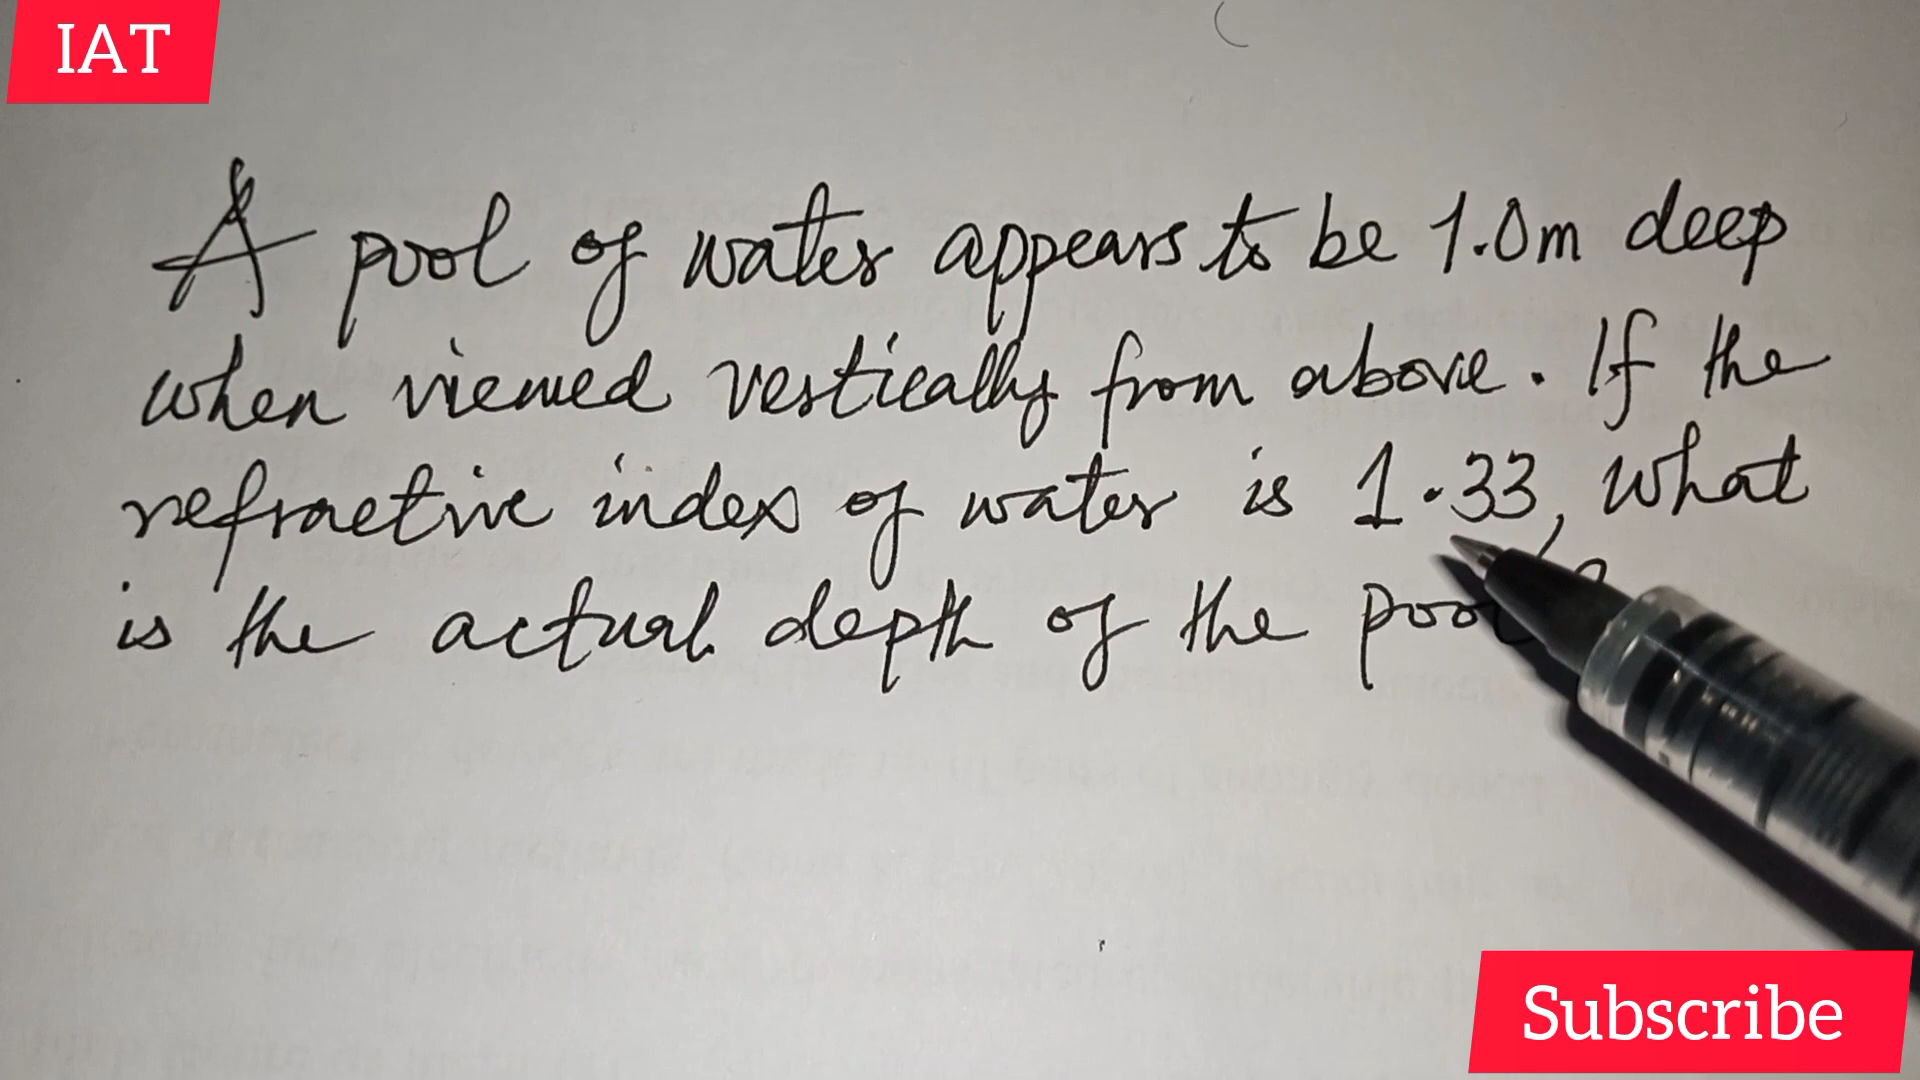 IAT
A pool of water appears to be 1.0m deep
when viewed vertically from above. If the
refractive index of water is 1.33, what
is the actual depth of the pool?
Subscribe